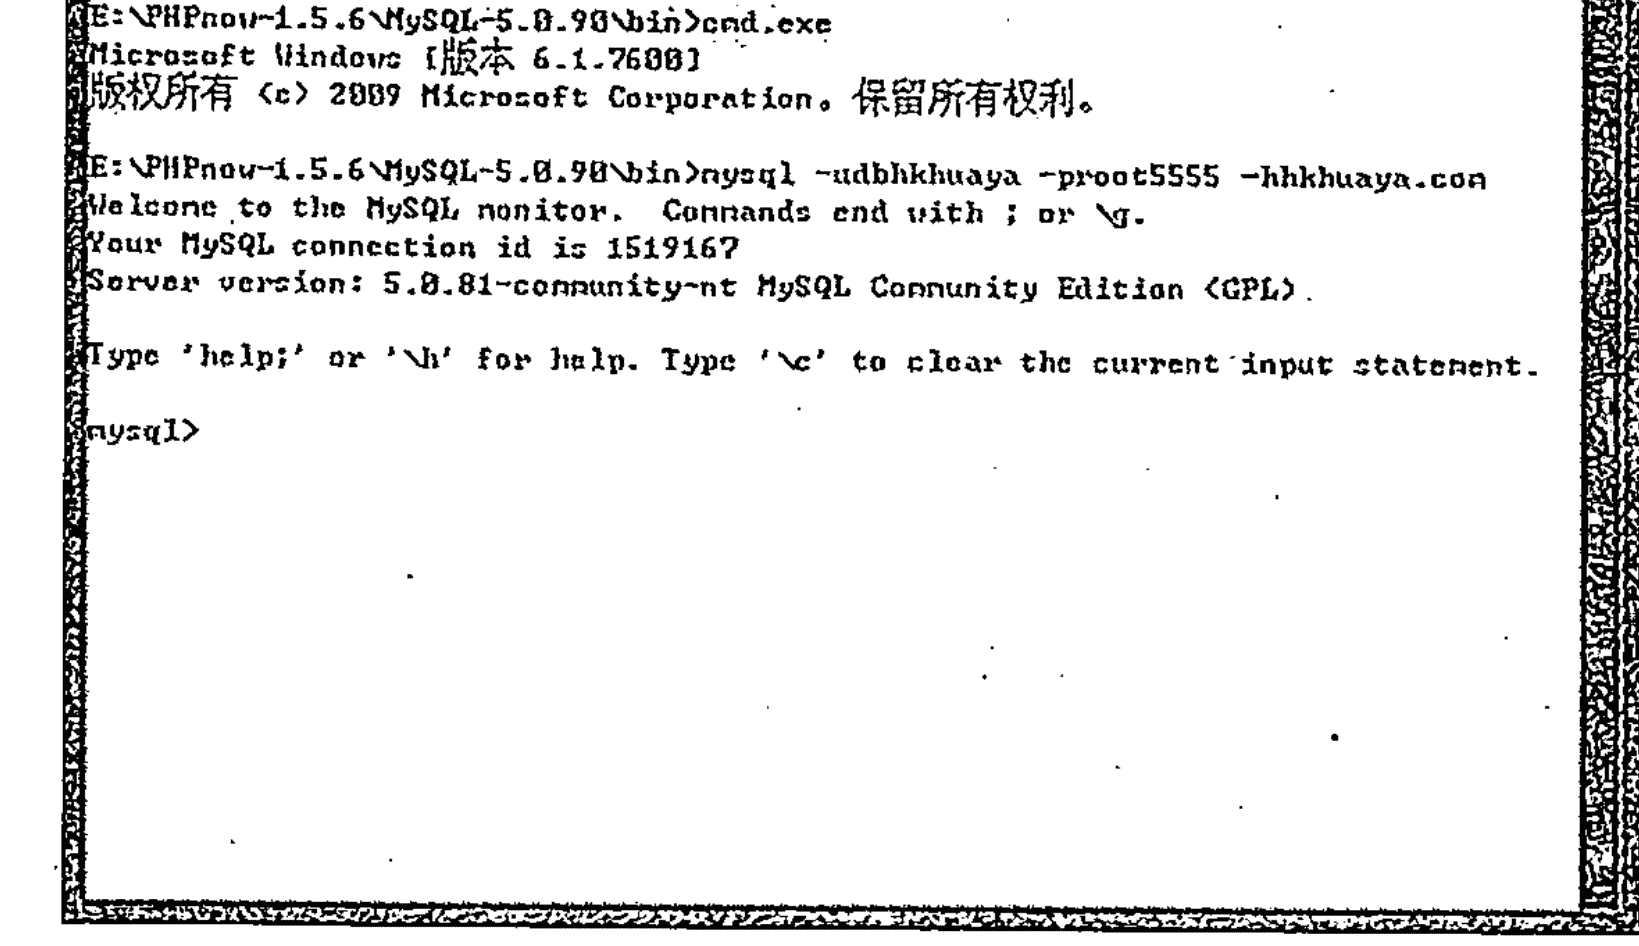 E:\PHPnow-1.5.6\MySQL-5.0.90\bin>cmd.exe
Microsoft Windows [版本 6.1.7600]
版权所有 (c) 2009 Microsoft Corporation。保留所有权利。
E:\PHPnow-1.5.6\MySQL-5.0.90\bin>mysql -udbhkhuaya -proot5555 -hhkhuaya.com
Welcome to the MySQL monitor.  Commands end with ; or \g.
Your MySQL connection id is 1519167
Server version: 5.0.81-community-nt MySQL Community Edition (GPL)
Type 'help;' or '\h' for help. Type '\c' to clear the current input statement.
mysql>